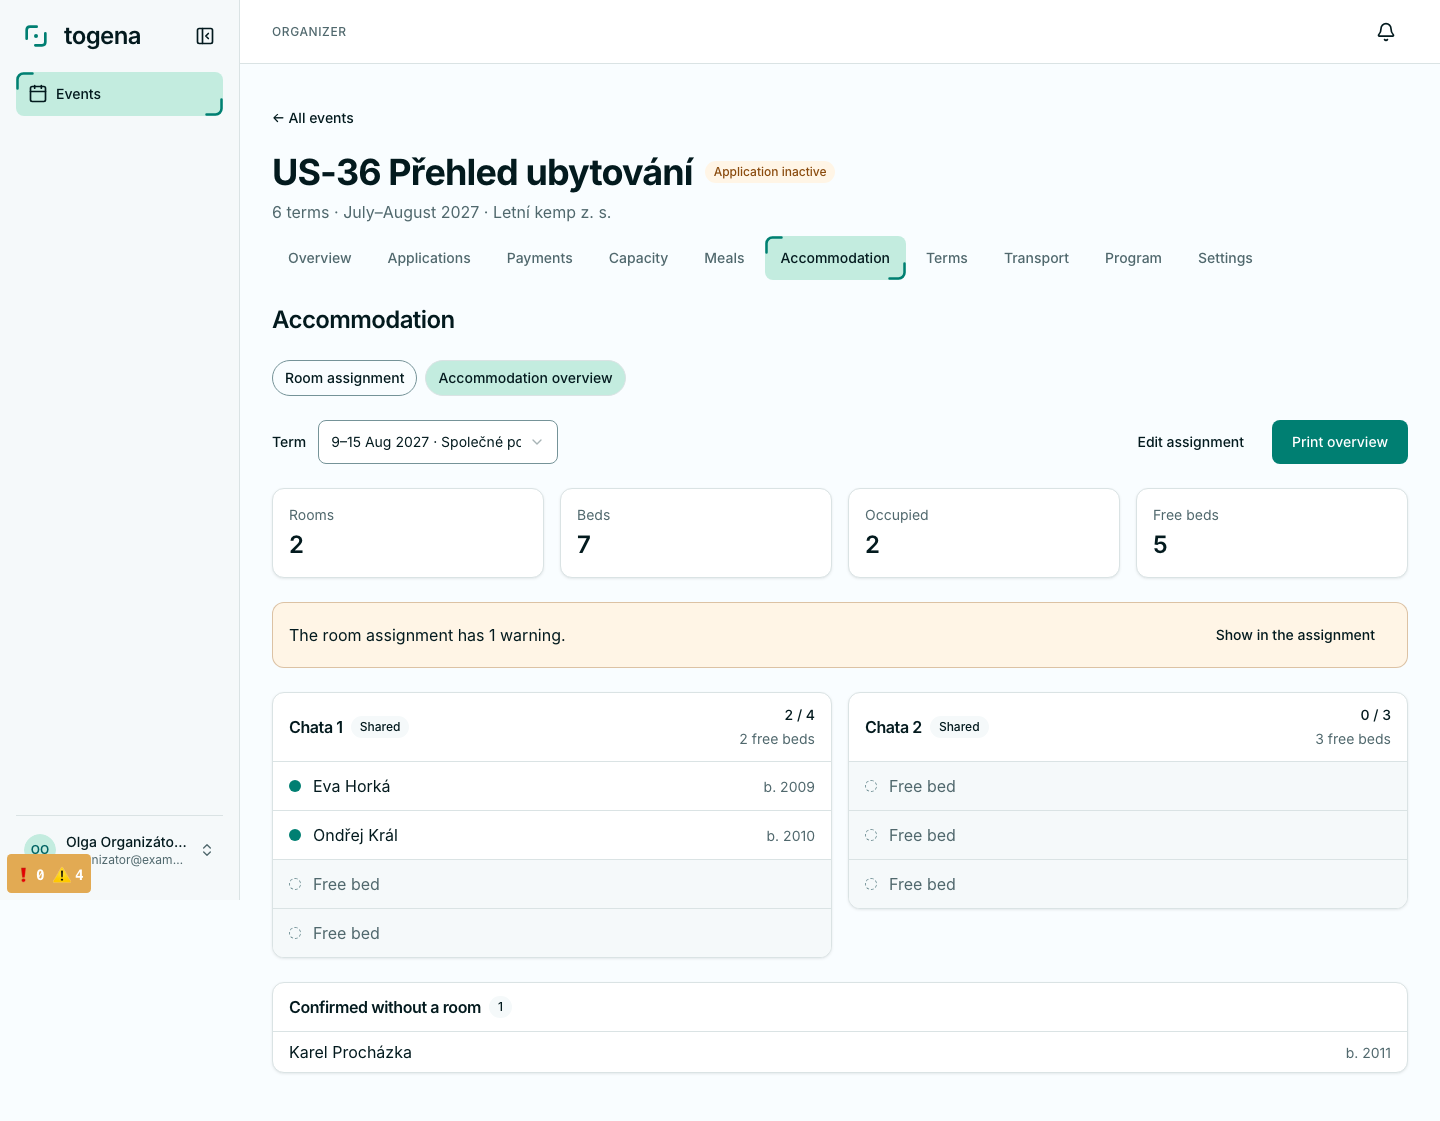 togena
ORGANIZER
Events
← All events
US-36 Přehled ubytování
Application inactive
6 terms · July–August 2027 · Letní kemp z. s.
Overview
Applications
Payments
Capacity
Meals
Accommodation
Terms
Transport
Program
Settings
Accommodation
Room assignment
Accommodation overview
Term
9–15 Aug 2027 · Společné
Edit assignment
Print overview
Rooms
2
Beds
7
Occupied
2
Free beds
5
The room assignment has 1 warning.
Show in the assignment
Chata 1
Shared
2 / 4
2 free beds
Eva Horká
b. 2009
Ondřej Král
b. 2010
Free bed
Free bed
Chata 2
Shared
0 / 3
3 free beds
Free bed
Free bed
Free bed
Confirmed without a room
1
Karel Procházka
b. 2011
OO
Olga Organizáto...
nizator@exam...
0
4